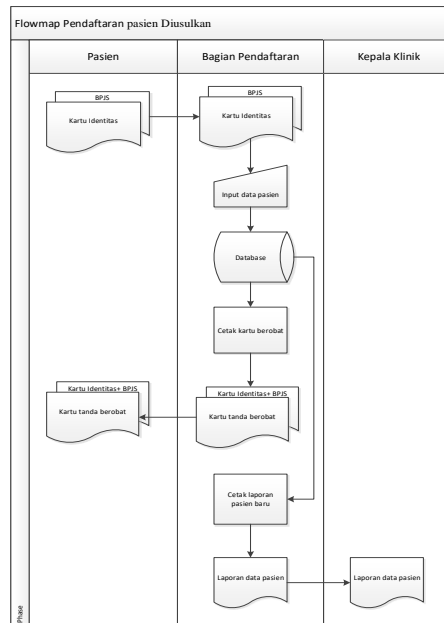 Flowmap Pendaftaran pasien Diusulkan
Pasien
Bagian Pendaftaran
Kepala Klinik
BPJS
Kartu Identitas
BPJS
Kartu Identitas
Input data pasien
Database
Cetak kartu berobat
Kartu Identitas+ BPJS
Kartu tanda berobat
Kartu Identitas+ BPJS
Kartu tanda berobat
Cetak laporan
pasien baru
Laporan data pasien
Laporan data pasien
Phase